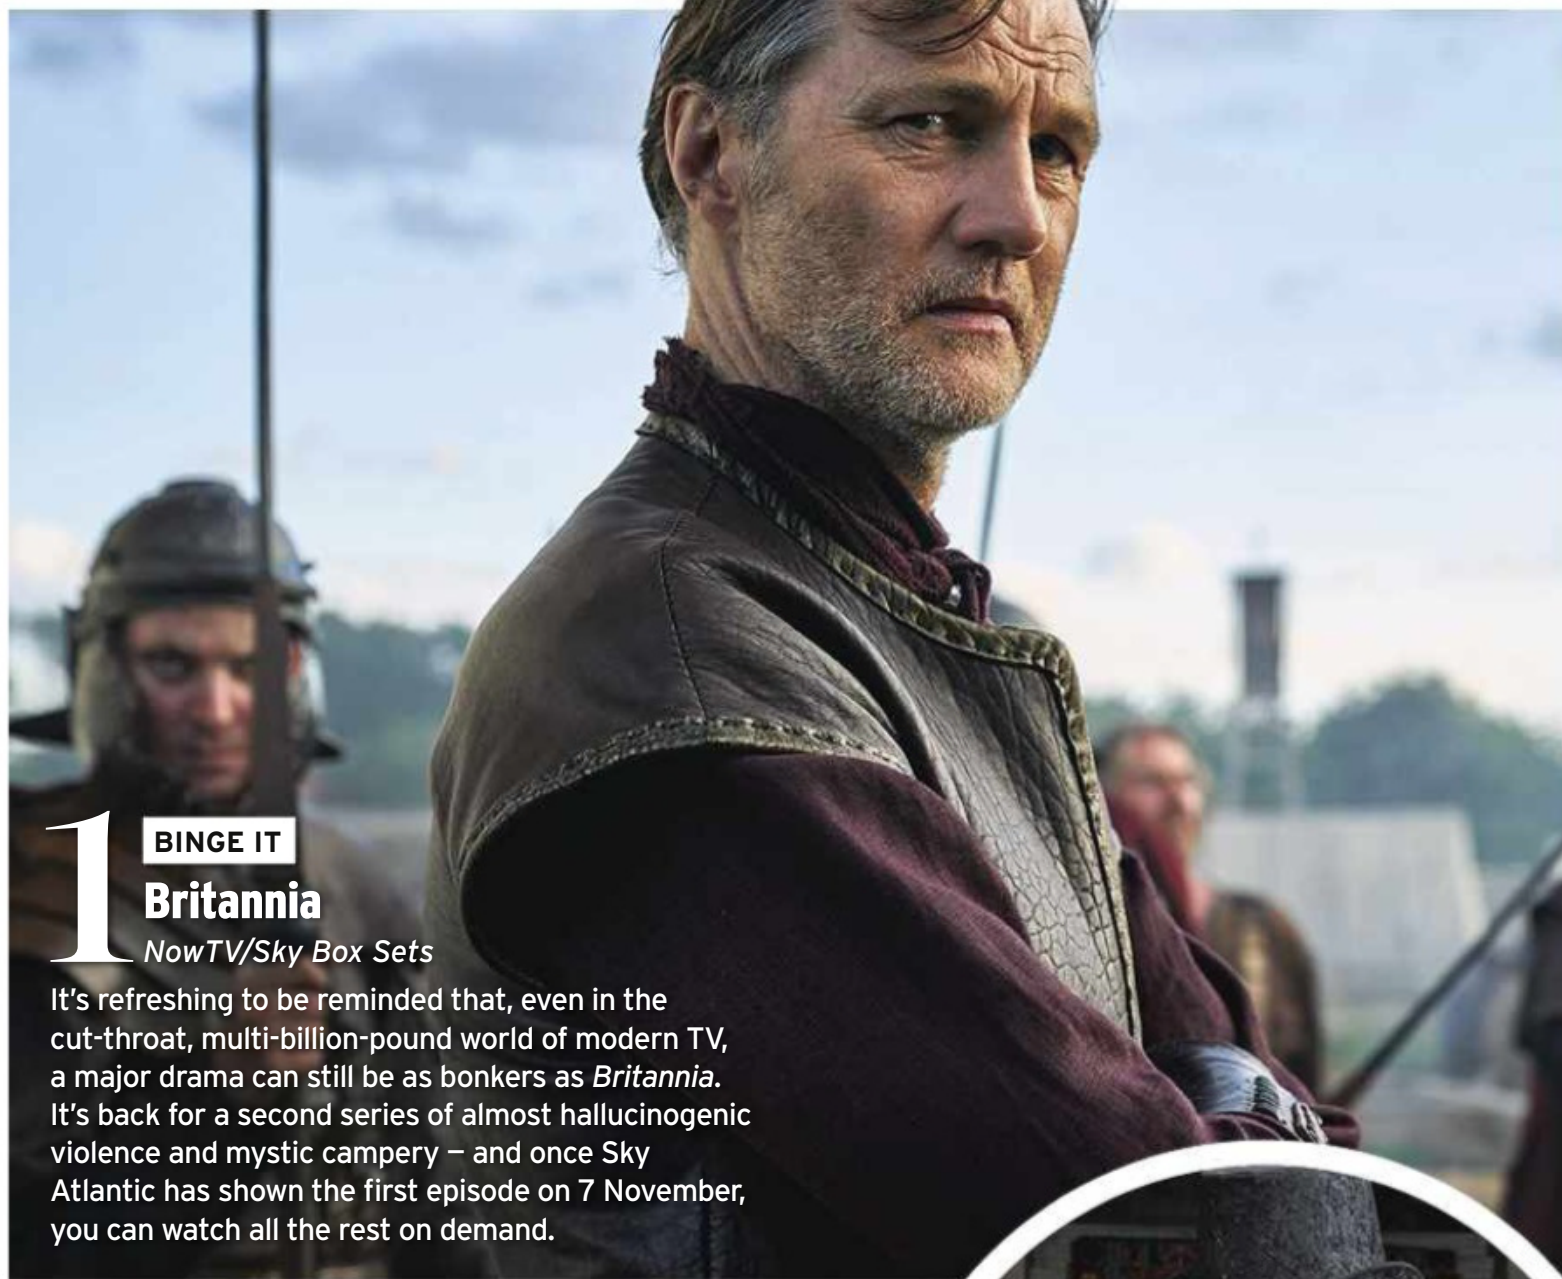 1
BINGE IT
Britannia
NowTV/Sky Box Sets
It's refreshing to be reminded that, even in the
cut-throat, multi-billion-pound world of modern TV,
a major drama can still be as bonkers as Britannia.
It's back for a second series of almost hallucinogenic
violence and mystic campery – and once Sky
Atlantic has shown the first episode on 7 November,
you can watch all the rest on demand.